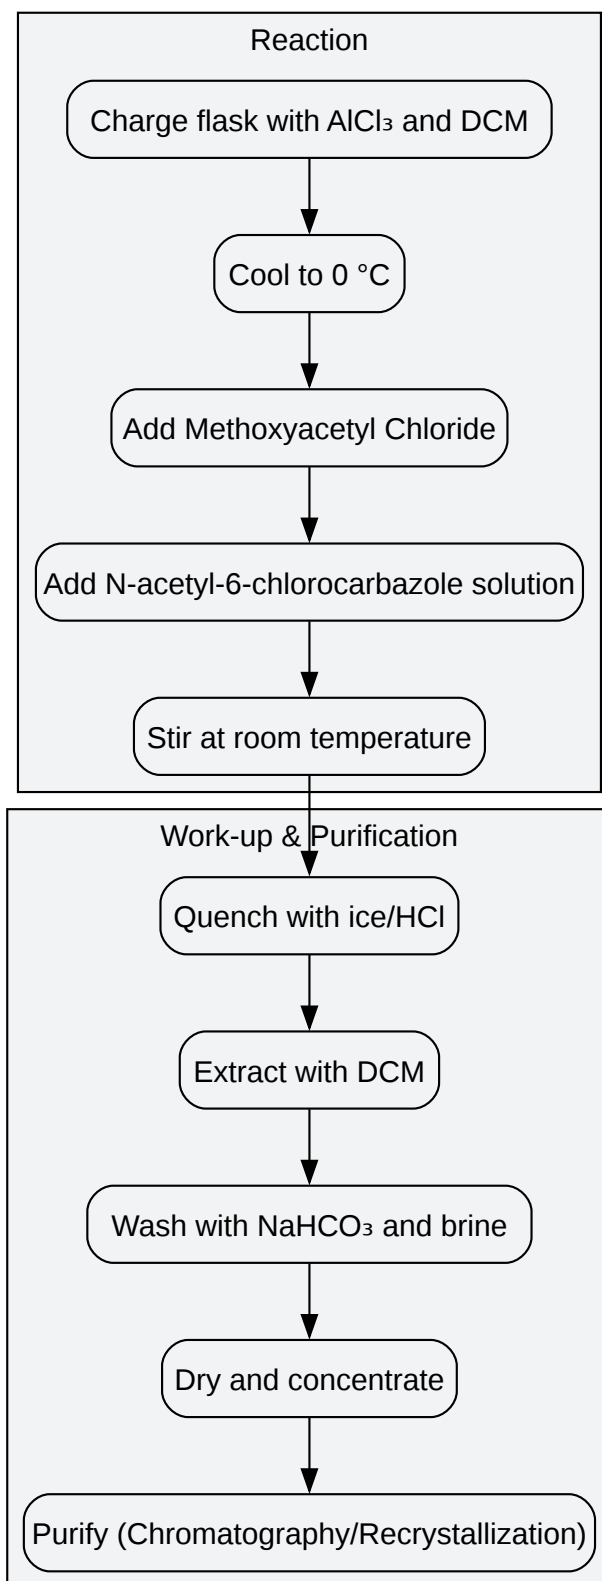 Reaction
Charge flask with AlCl₃ and DCM
Cool to 0 °C
Add Methoxyacetyl Chloride
Add N-acetyl-6-chlorocarbazole solution
Stir at room temperature
Work-up & Purification
Quench with ice/HCl
Extract with DCM
Wash with NaHCO₃ and brine
Dry and concentrate
Purify (Chromatography/Recrystallization)